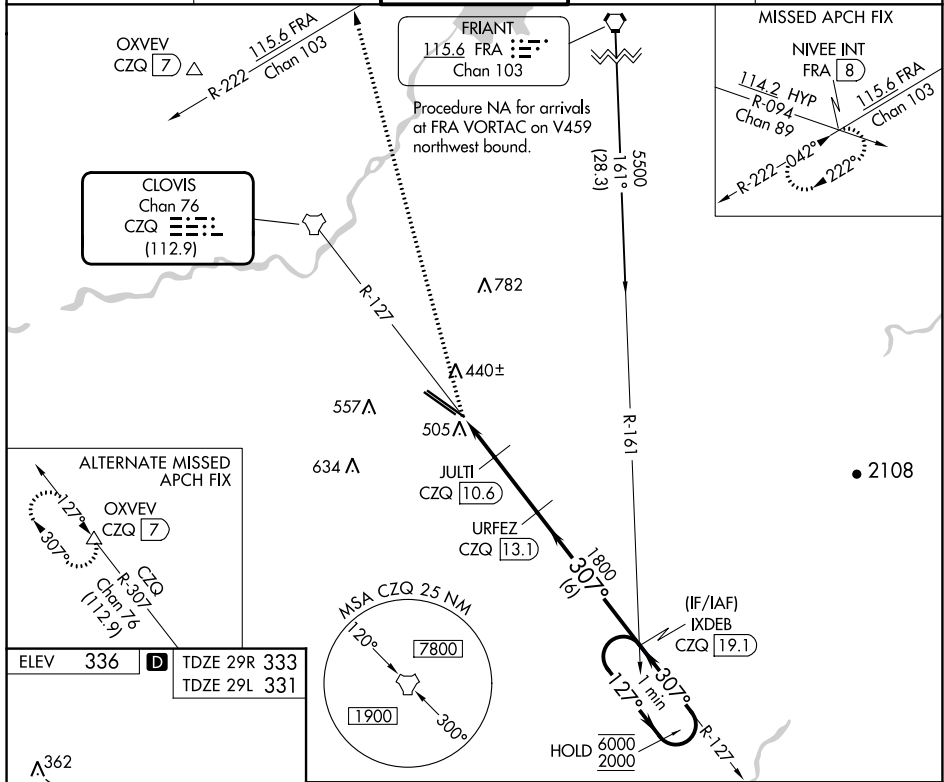 OXVEV
CZQ 7
115.6 FRA
R-222
Chan 103
FRIANT
115.6 FRA
Chan 103
Procedure NA for arrivals
at FRA VORTAC on V459
northwest bound.
MISSED APCH FIX
NIVEE INT
FRA 8
114.2 HYP
R-094
Chan 89
115.6 FRA
Chan 103
R-222
042°
222°
5500
161°
(28.3)
CLOVIS
Chan 76
CZQ
(112.9)
R-127
782
440±
557
505
634
R-161
2108
JULTI
CZQ 10.6
URFEZ
CZQ 13.1
1800
307°
(6)
(IF/IAF)
IXDEB
CZQ 19.1
307°
127°
1 min
R-127
HOLD 6000
2000
ALTERNATE MISSED
APCH FIX
OXVEV
CZQ 7
127°
307°
CZQ
R-307
Chan 76
(112.9)
MSA CZQ 25 NM
120°
7800
1900
300°
ELEV 336 D TDZE 29R 333
TDZE 29L 331
362